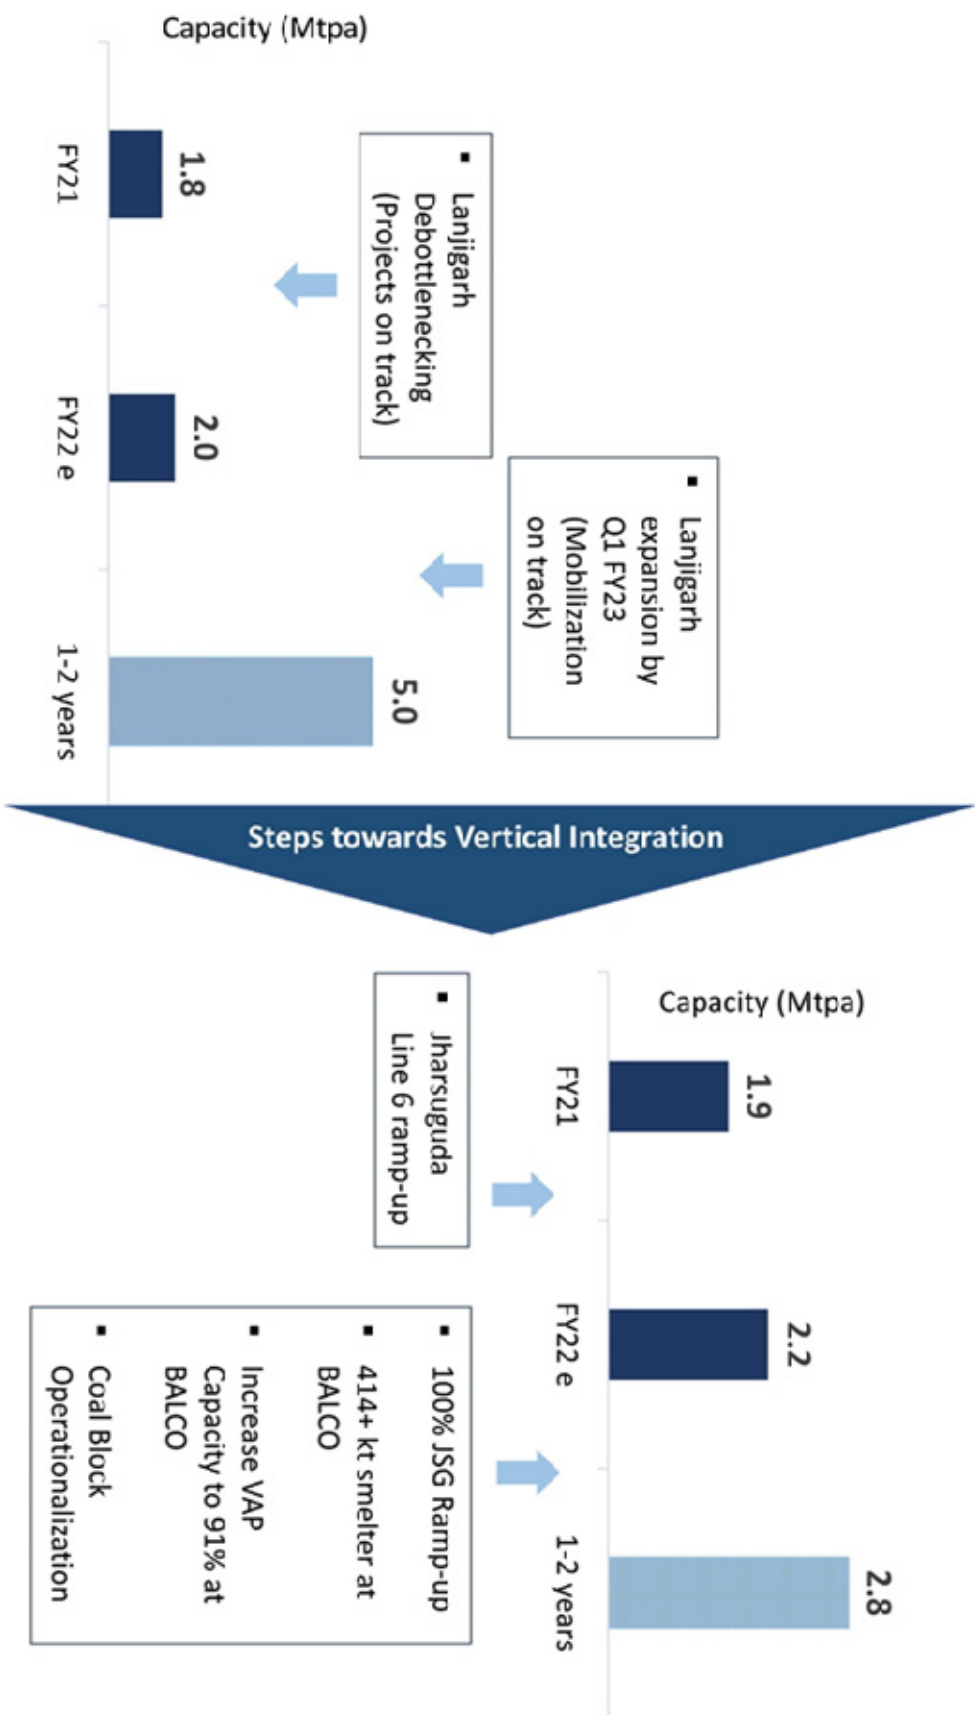 Capacity (Mtpa)
▪ Lanjigarh
Debottlenecking
(Projects on track)
▪ Lanjigarh
expansion by
Q1 FY23
(Mobilization
on track)
1.8
2.0
5.0
FY21
FY22 e
1-2 years
Steps towards Vertical Integration
Capacity (Mtpa)
1.9
2.2
2.8
FY21
FY22 e
1-2 years
▪ Jharsuguda
Line 6 ramp-up
▪ 100% JSG Ramp-up
▪ 414+ kt smelter at
BALCO
▪ Increase VAP
Capacity to 91% at
BALCO
▪ Coal Block
Operationalization